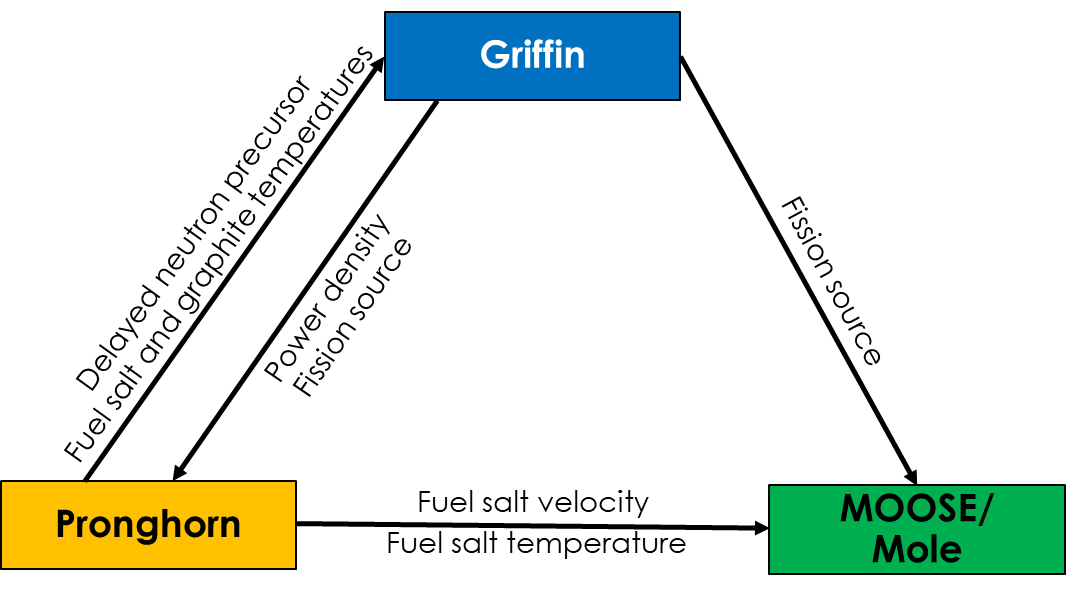 Griffin
Delayed neutron precursor
Fuel salt and graphite temperatures
Power density
Fission source
Fission source
Pronghorn
Fuel salt velocity
Fuel salt temperature
MOOSE/
Mole